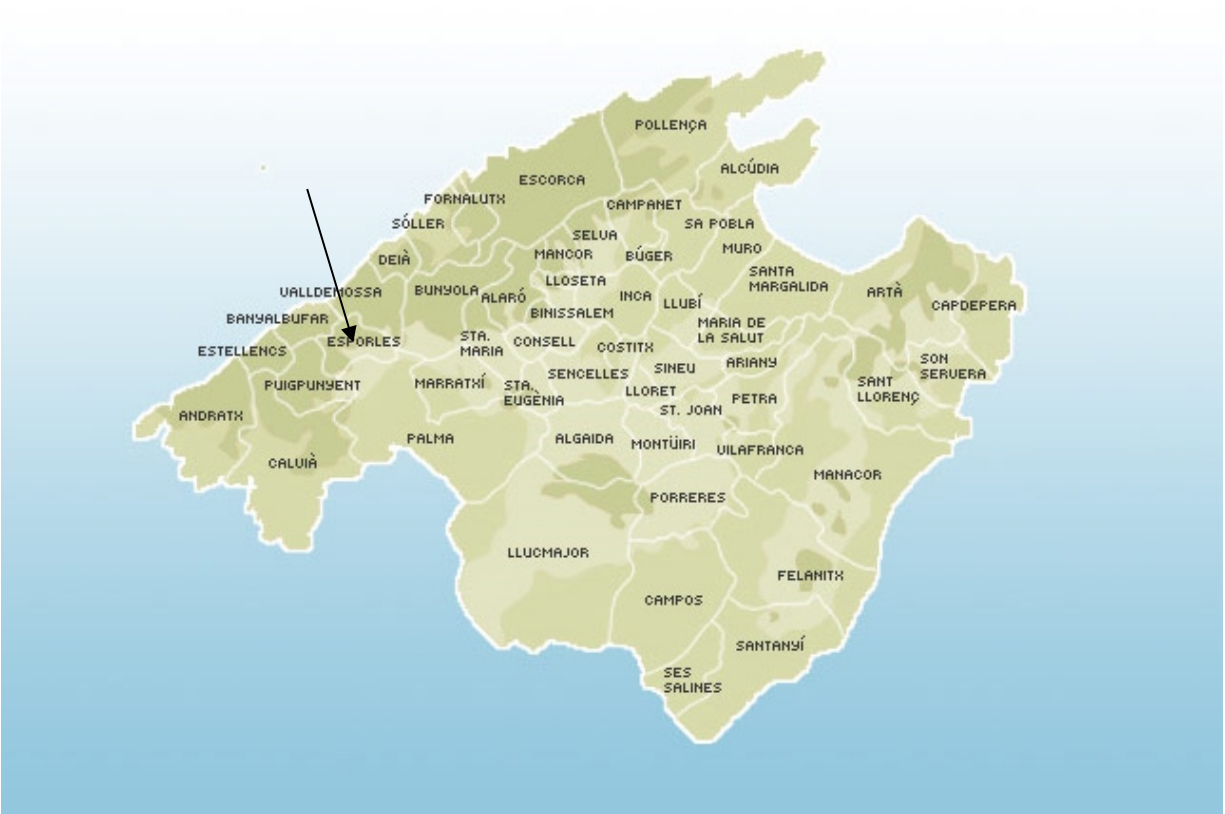 POLLENÇA
ALCÚDIA
ESCORCA
FORNALUTX
CAMPANET
SÓLLER
SA POBLA
SELVA
MURO
DEIÀ
MANCOR
BÚGER
SANTA
MARGALIDA
LLOSETA
VALLDEMOSSA
BUNYOLA
ALARÓ
INCA
LLUBÍ
ARTÀ
CAPDEPERA
BINISSALEM
BANYALBUFAR
MARIA DE
LA SALUT
ESPORLES
STA.
MARIA
CONSELL
COSTITX
ESTELLENCS
ARIANY
SON
SERVERA
SINEU
SENCELLES
PUIGPUNYENT
MARRATXÍ
STA.
EUGÈNIA
LLORET
SANT
LLORENÇ
PETRA
ST. JOAN
ANDRATX
PALMA
ALGAIDA
MONTÜIRI
VILAFRANCA
CALVIÀ
MANACOR
PORRERES
LLUCMAJOR
FELANITX
CAMPOS
SANTANYÍ
SES
SALINES